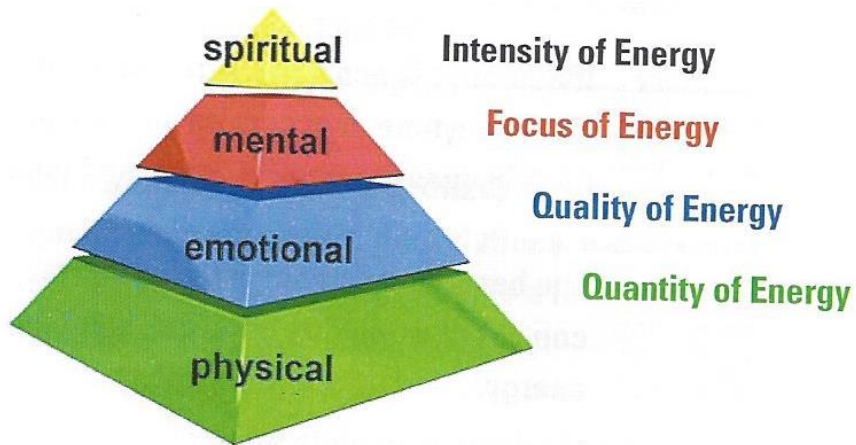 spiritual Intensity of Energy
mental Focus of Energy
emotional Quality of Energy
Quantity of Energy
physical